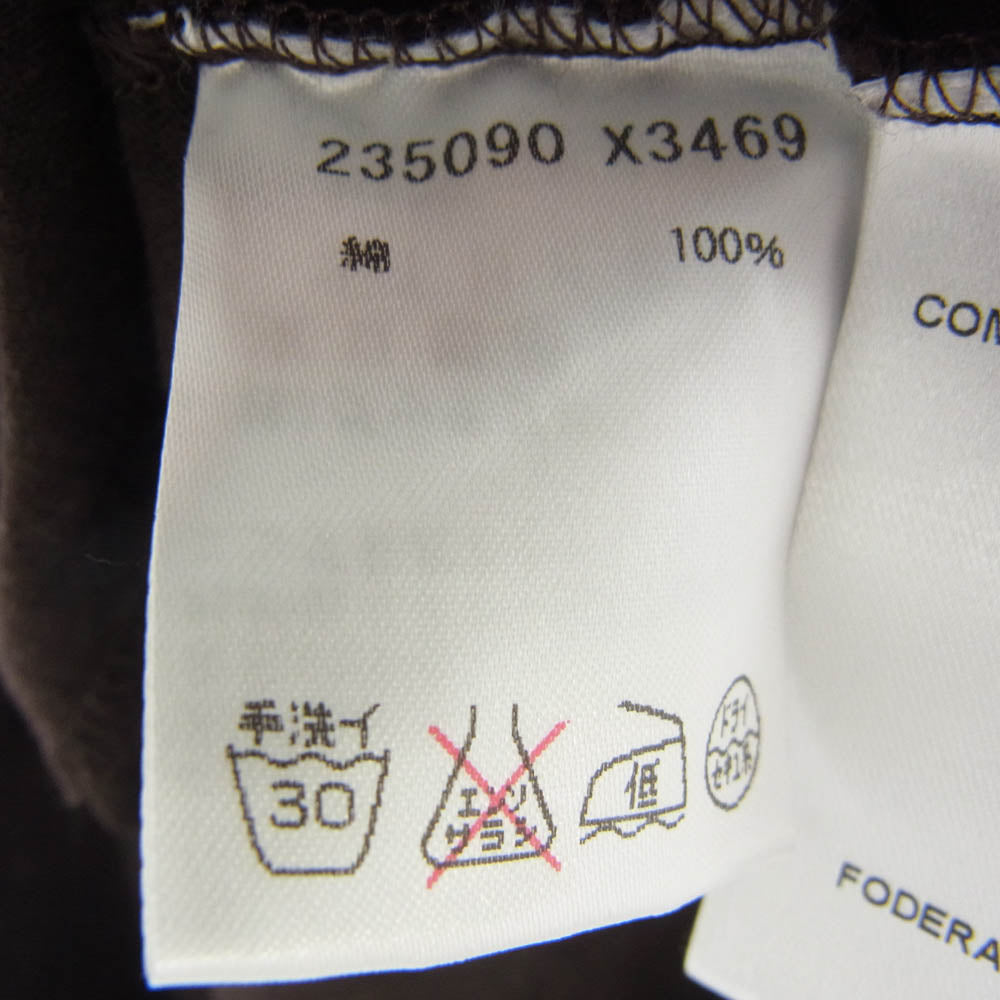 235090 X3469
綿 100%
手洗イ
30
エンソ
サラシ
低
ドライ
セキユ系
COM
FODERA